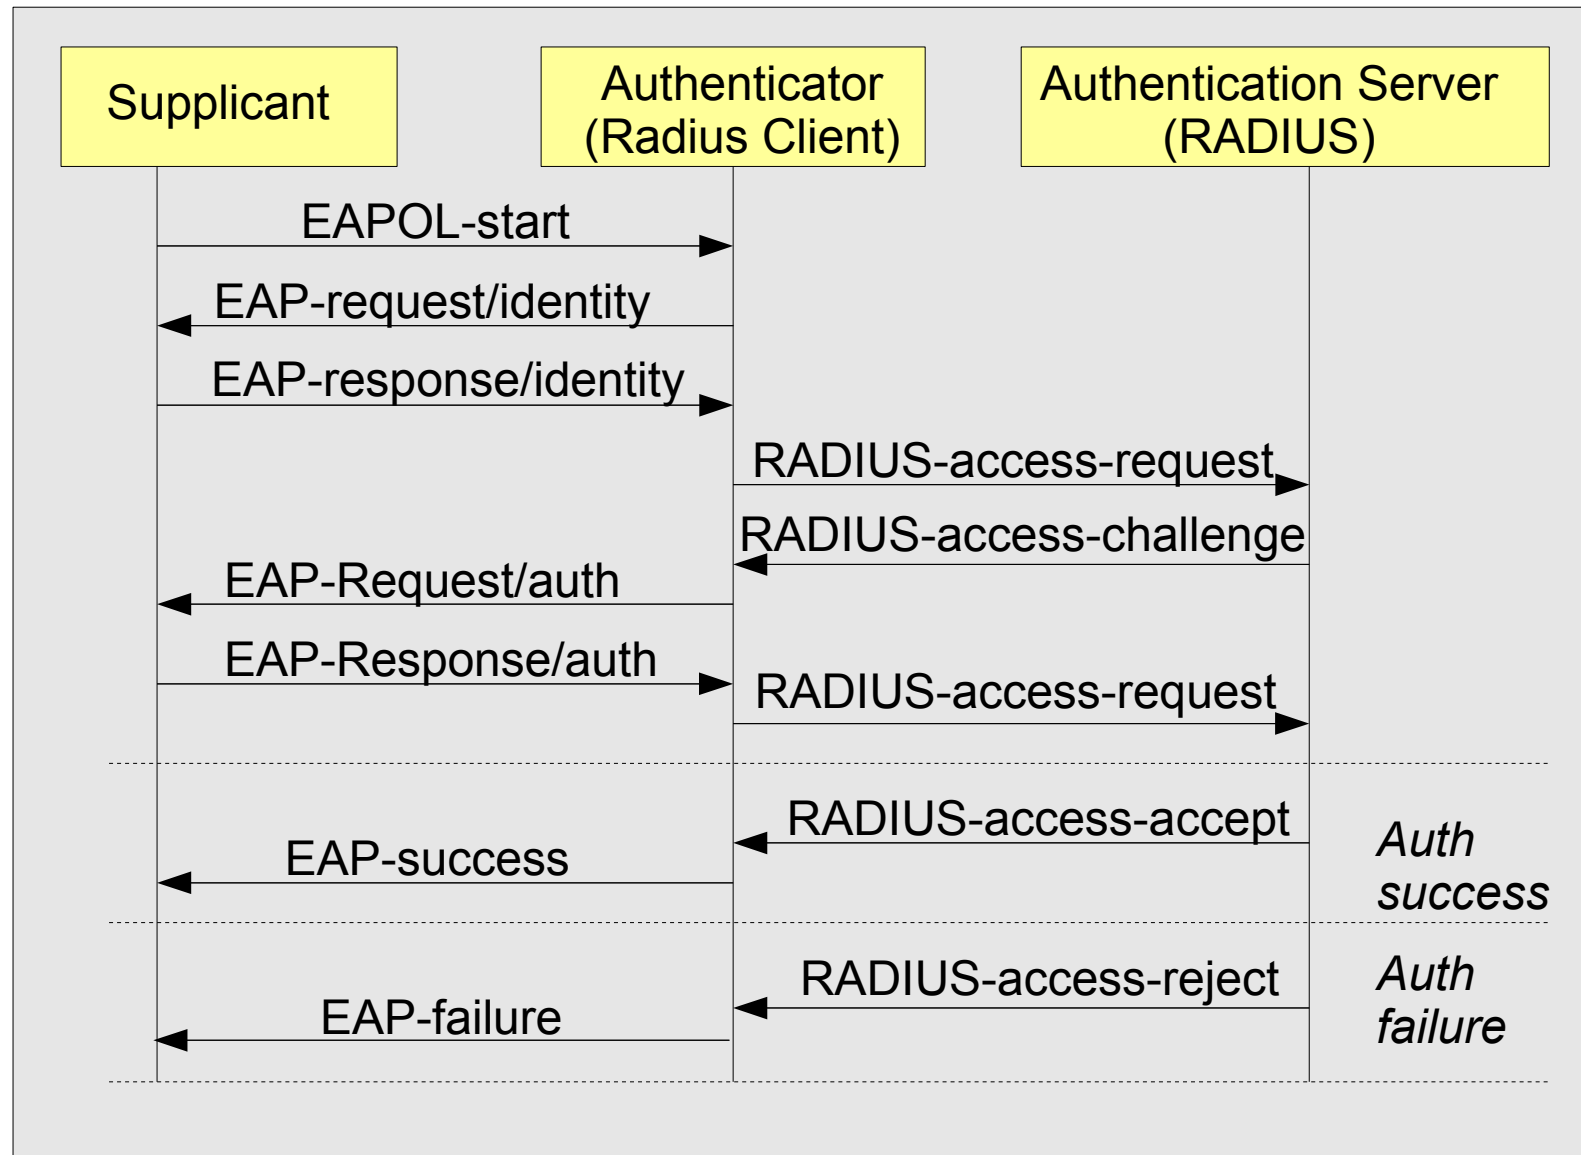 Supplicant
Authenticator
(Radius Client)
Authentication Server
(RADIUS)
EAPOL-start
EAP-request/identity
EAP-response/identity
RADIUS-access-request
RADIUS-access-challenge
EAP-Request/auth
EAP-Response/auth
RADIUS-access-request
RADIUS-access-accept
EAP-success
Auth
success
RADIUS-access-reject
EAP-failure
Auth
failure